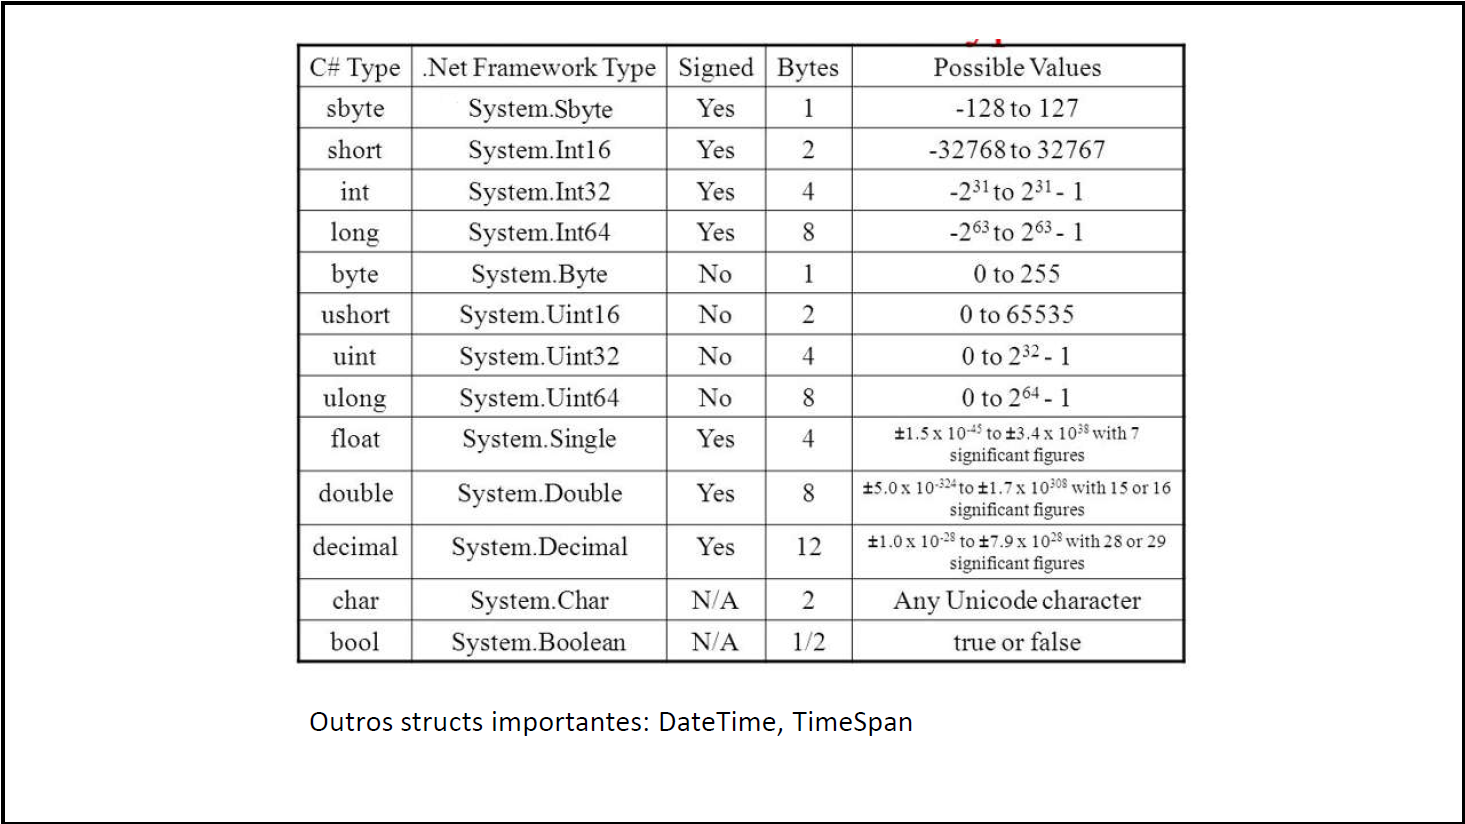 C# Type .Net Framework Type Signed Bytes Possible Values
sbyte System.Sbyte Yes 1 -128 to 127
short System.Int16 Yes 2 -32768 to 32767
int System.Int32 Yes 4 -2³¹ to 2³¹ - 1
long System.Int64 Yes 8 -2⁶³ to 2⁶³ - 1
byte System.Byte No 1 0 to 255
ushort System.Uint16 No 2 0 to 65535
uint System.Uint32 No 4 0 to 2³² - 1
ulong System.Uint64 No 8 0 to 2⁶⁴ - 1
float System.Single Yes 4 ±1.5 x 10⁻⁴⁵ to ±3.4 x 10³⁸ with 7
significant figures
double System.Double Yes 8 ±5.0 x 10⁻³²⁴ to ±1.7 x 10³⁰⁸ with 15 or 16
significant figures
decimal System.Decimal Yes 12 ±1.0 x 10⁻²⁸ to ±7.9 x 10²⁸ with 28 or 29
significant figures
char System.Char N/A 2 Any Unicode character
bool System.Boolean N/A 1/2 true or false
Outros structs importantes: DateTime, TimeSpan